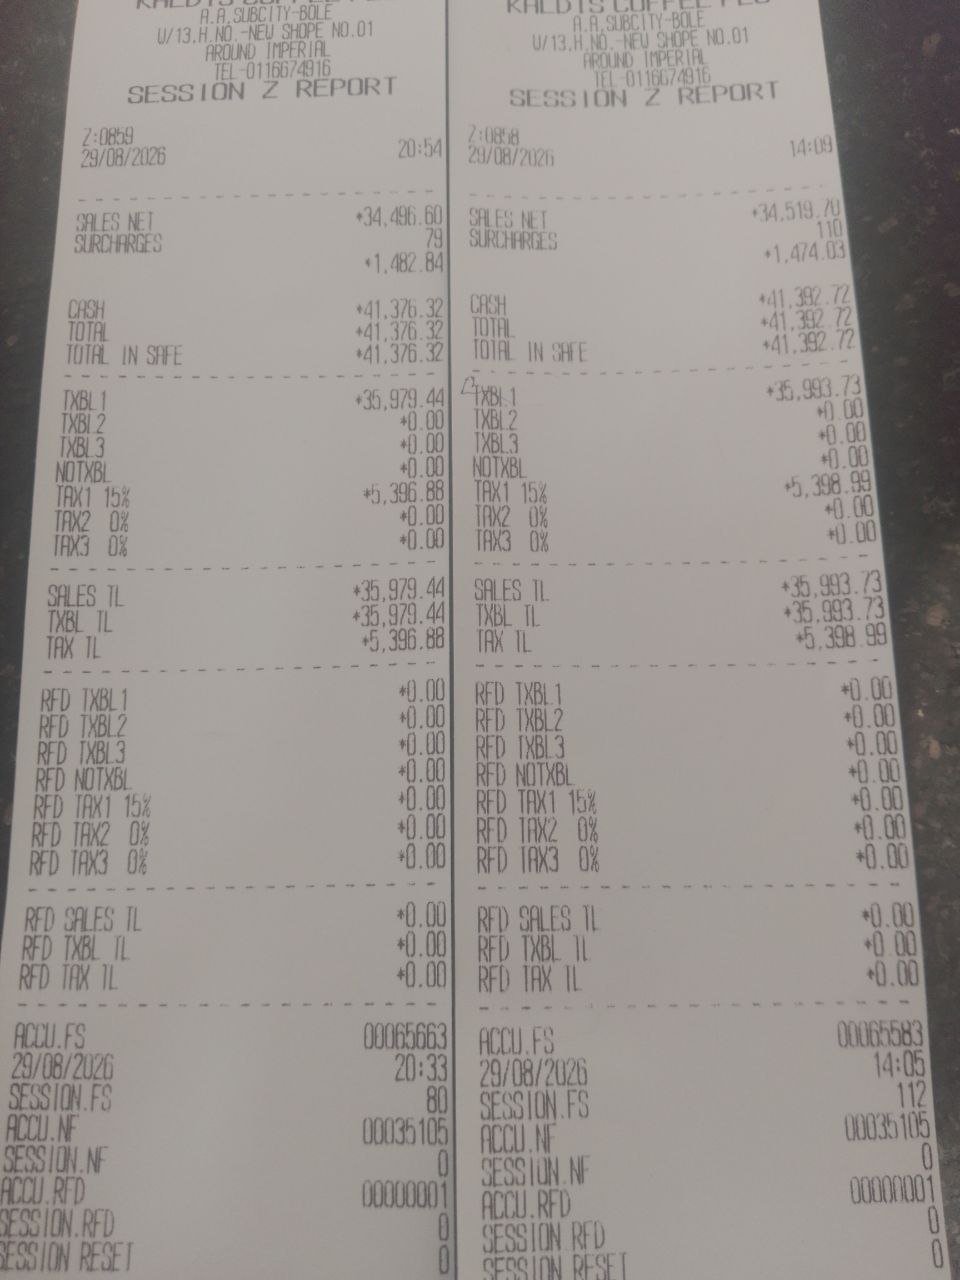 A.A,SUBCITY-BOLE
W/13.H.NO.-NEW SHOPE NO.01
AROUND IMPERIAL
TEL-0116674916
SESSION Z REPORT
Z:0859
29/08/2026 20:54
SALES NET *34,496.60
SURCHARGES 79
*1,482.84
CASH *41,376.32
TOTAL *41,376.32
TOTAL IN SAFE *41,376.32
TXBL1 *35,979.44
TXBL2 *0.00
TXBL3 *0.00
NOTXBL *0.00
TAX1 15% *5,396.88
TAX2 0% *0.00
TAX3 0% *0.00
SALES TL *35,979.44
TXBL TL *35,979.44
TAX TL *5,396.88
RFD TXBL1 *0.00
RFD TXBL2 *0.00
RFD TXBL3 *0.00
RFD NOTXBL *0.00
RFD TAX1 15% *0.00
RFD TAX2 0% *0.00
RFD TAX3 0% *0.00
RFD SALES TL *0.00
RFD TXBL TL *0.00
RFD TAX TL *0.00
ACCU.FS 00065663
29/08/2026 20:33
SESSION.FS 80
ACCU.NF 00035105
SESSION.NF 0
ACCU.RFD 00000001
SESSION.RFD 0
SESSION RESET 0
KALDIS COFFEE
A.A,SUBCITY-BOLE
W/13.H.NO.-NEW SHOPE NO.01
AROUND IMPERIAL
TEL-0116674916
SESSION Z REPORT
Z:0858
29/08/2026 14:09
SALES NET *34,519.70
SURCHARGES 110
*1,474.03
CASH *41,392.72
TOTAL *41,392.72
TOTAL IN SAFE *41,392.72
TXBL1 *35,993.73
TXBL2 *0.00
TXBL3 *0.00
NOTXBL *0.00
TAX1 15% *5,398.99
TAX2 0% *0.00
TAX3 0% *0.00
SALES TL *35,993.73
TXBL TL *35,993.73
TAX TL *5,398.99
RFD TXBL1 *0.00
RFD TXBL2 *0.00
RFD TXBL3 *0.00
RFD NOTXBL *0.00
RFD TAX1 15% *0.00
RFD TAX2 0% *0.00
RFD TAX3 0% *0.00
RFD SALES TL *0.00
RFD TXBL TL *0.00
RFD TAX TL *0.00
ACCU.FS 00065583
29/08/2026 14:05
SESSION.FS 112
ACCU.NF 00035105
SESSION.NF 0
ACCU.RFD 00000001
SESSION RFD 0
SESSION RESET 0